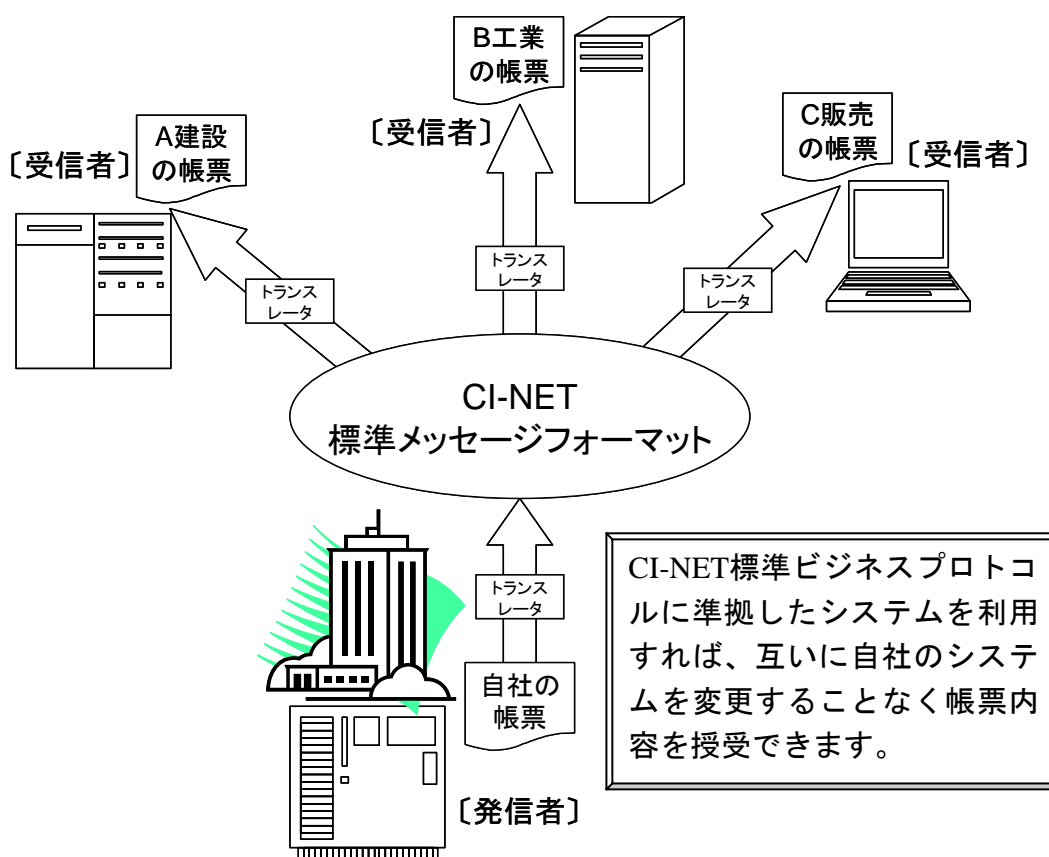 B工業
の帳票
〔受信者〕
A建設
の帳票
〔受信者〕
C販売
の帳票
〔受信者〕
トランス
レータ
トランス
レータ
トランス
レータ
CI-NET
標準メッセージフォーマット
トランス
レータ
自社の
帳票
〔発信者〕
CI-NET標準ビジネスプロトコ
ルに準拠したシステムを利用
すれば、互いに自社のシステ
ムを変更することなく帳票内
容を授受できます。